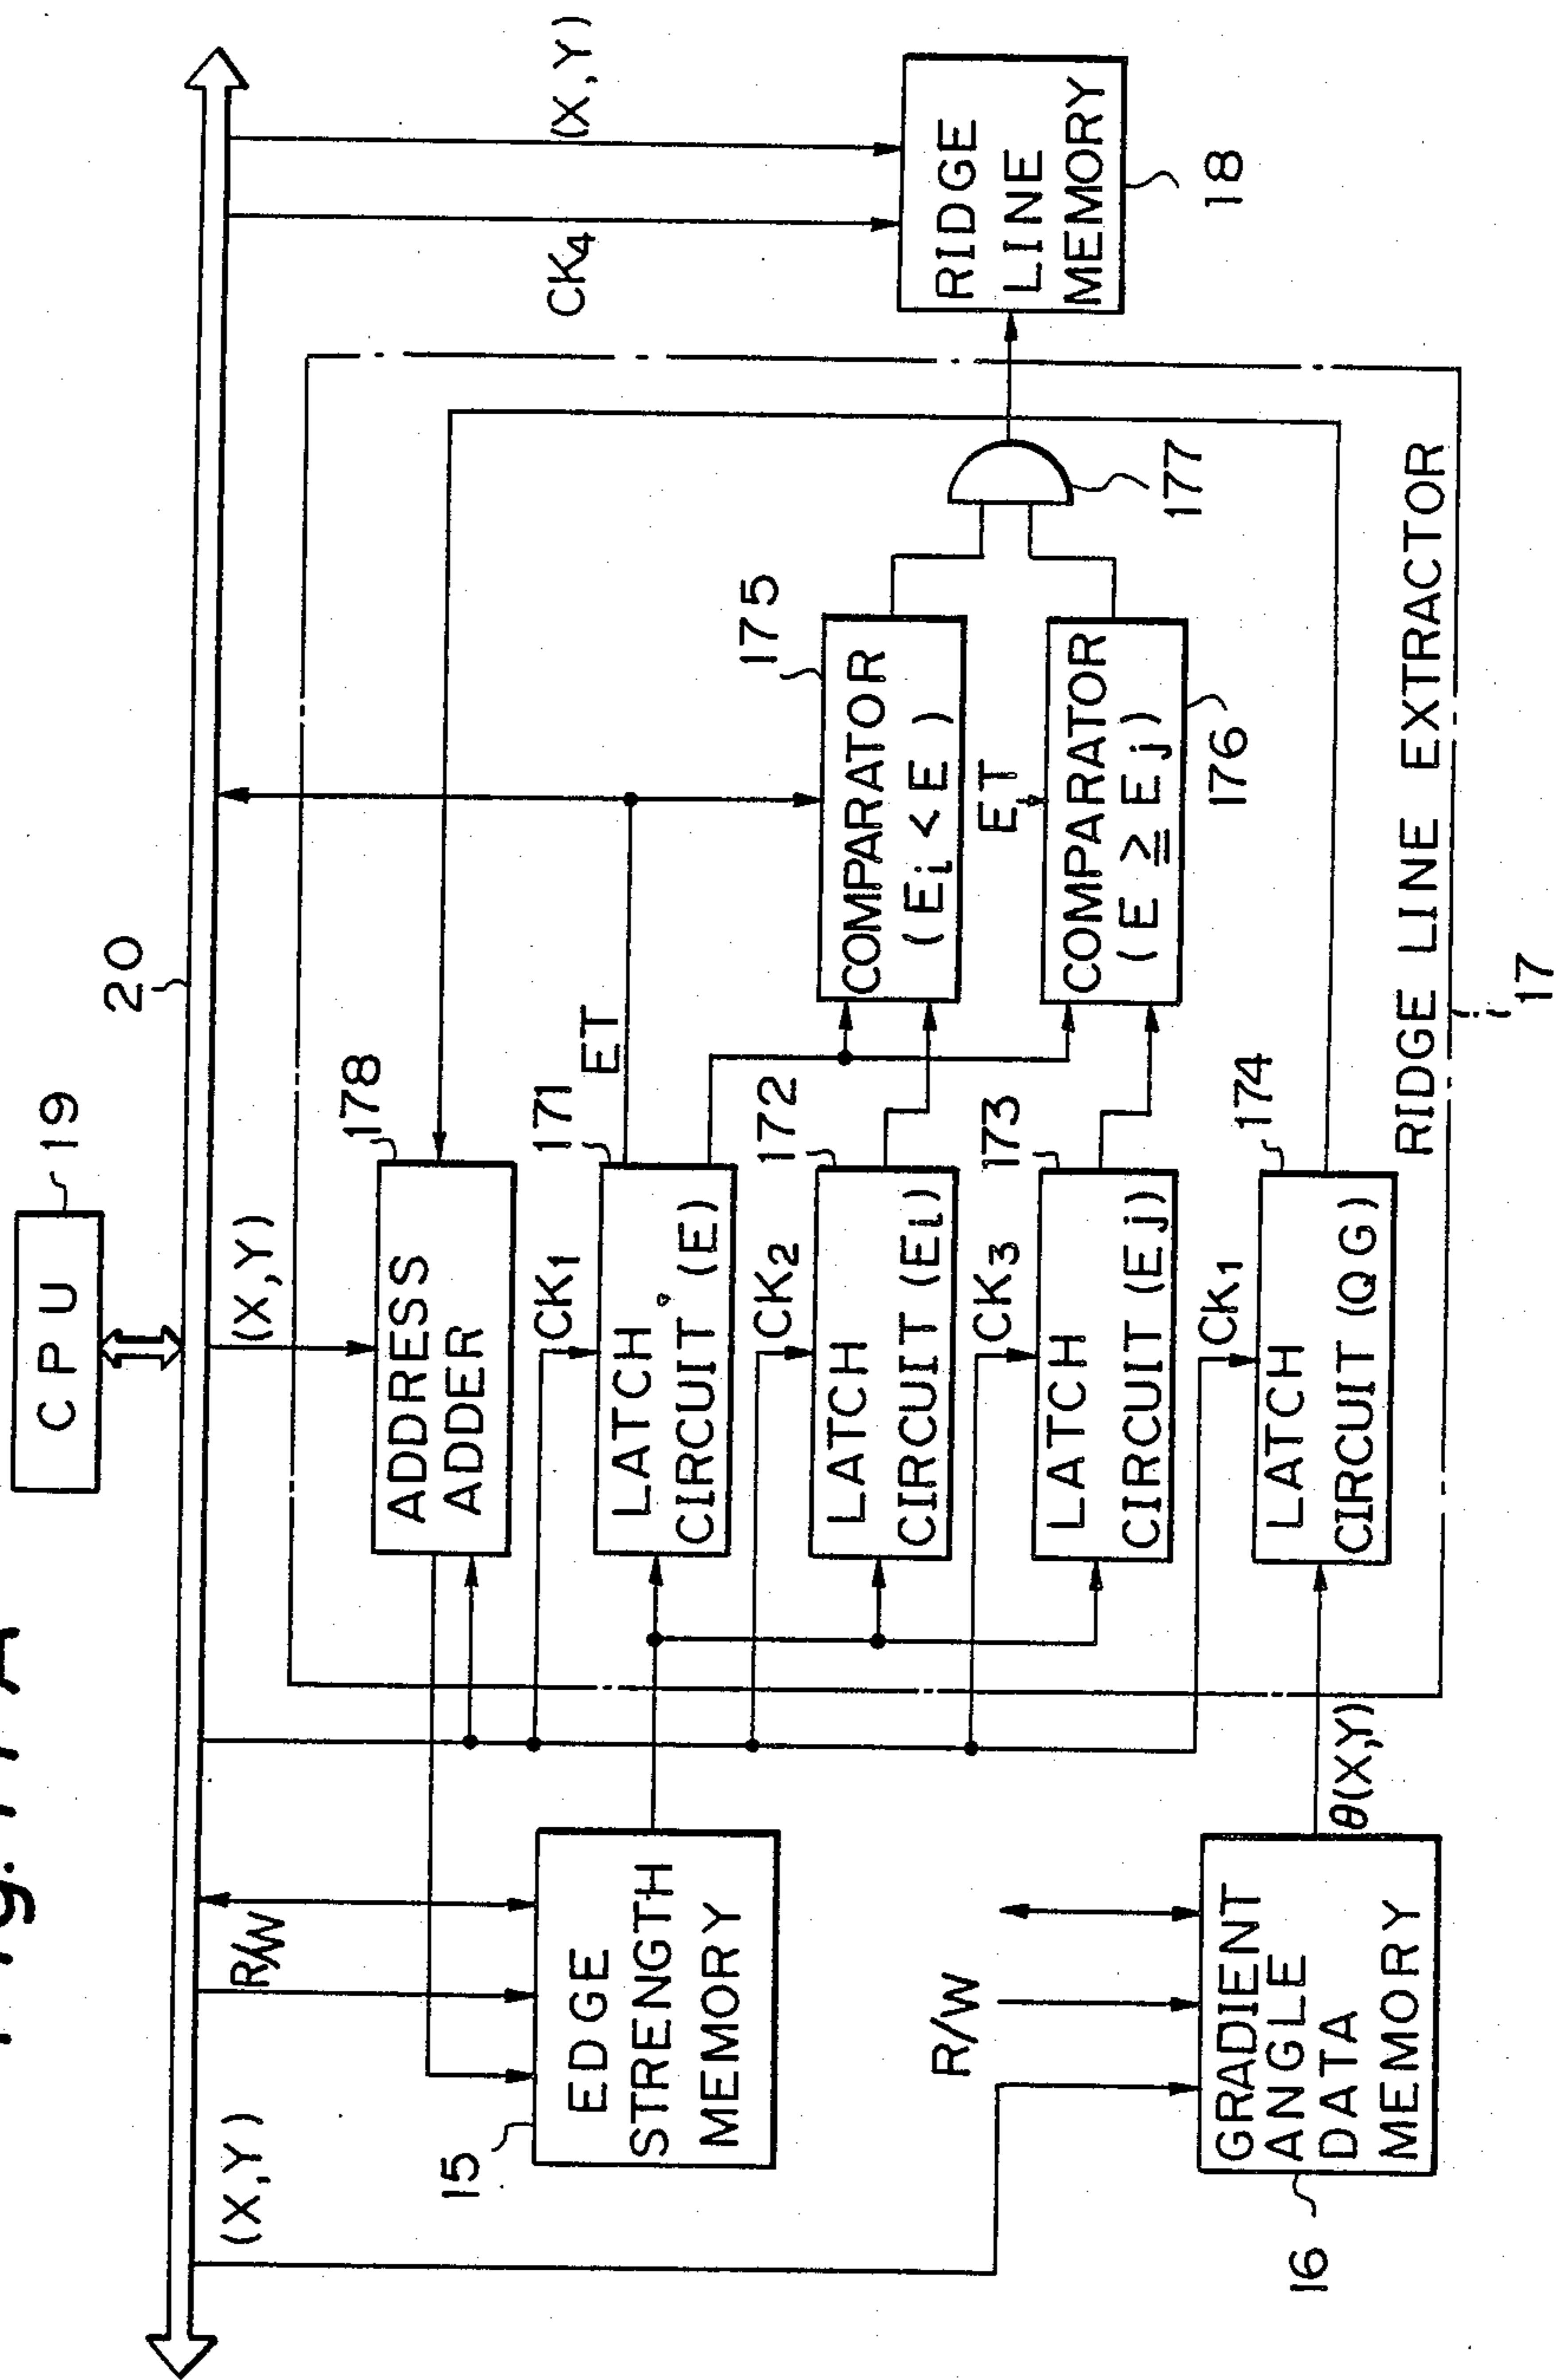 Fig. 17A
CPU
19
20
(X,Y)
R/W
(X,Y)
CK4
(X,Y)
15
EDGE
STRENGTH
MEMORY
178
ADDRESS
ADDER
CK1
171
ET
LATCH
CIRCUIT (E)
CK2
172
LATCH
CIRCUIT (Ei)
CK3
173
LATCH
CIRCUIT (Ej)
Ck1
174
LATCH
CIRCUIT (QG)
175
COMPARATOR
(Ei < E)
ET
COMPARATOR
(E ≧ Ej)
176
177
RIDGE
LINE
MEMORY
18
R/W
GRADIENT
ANGLE
DATA
MEMORY
16
θ(X,Y)
RIDGE LINE EXTRACTOR
17